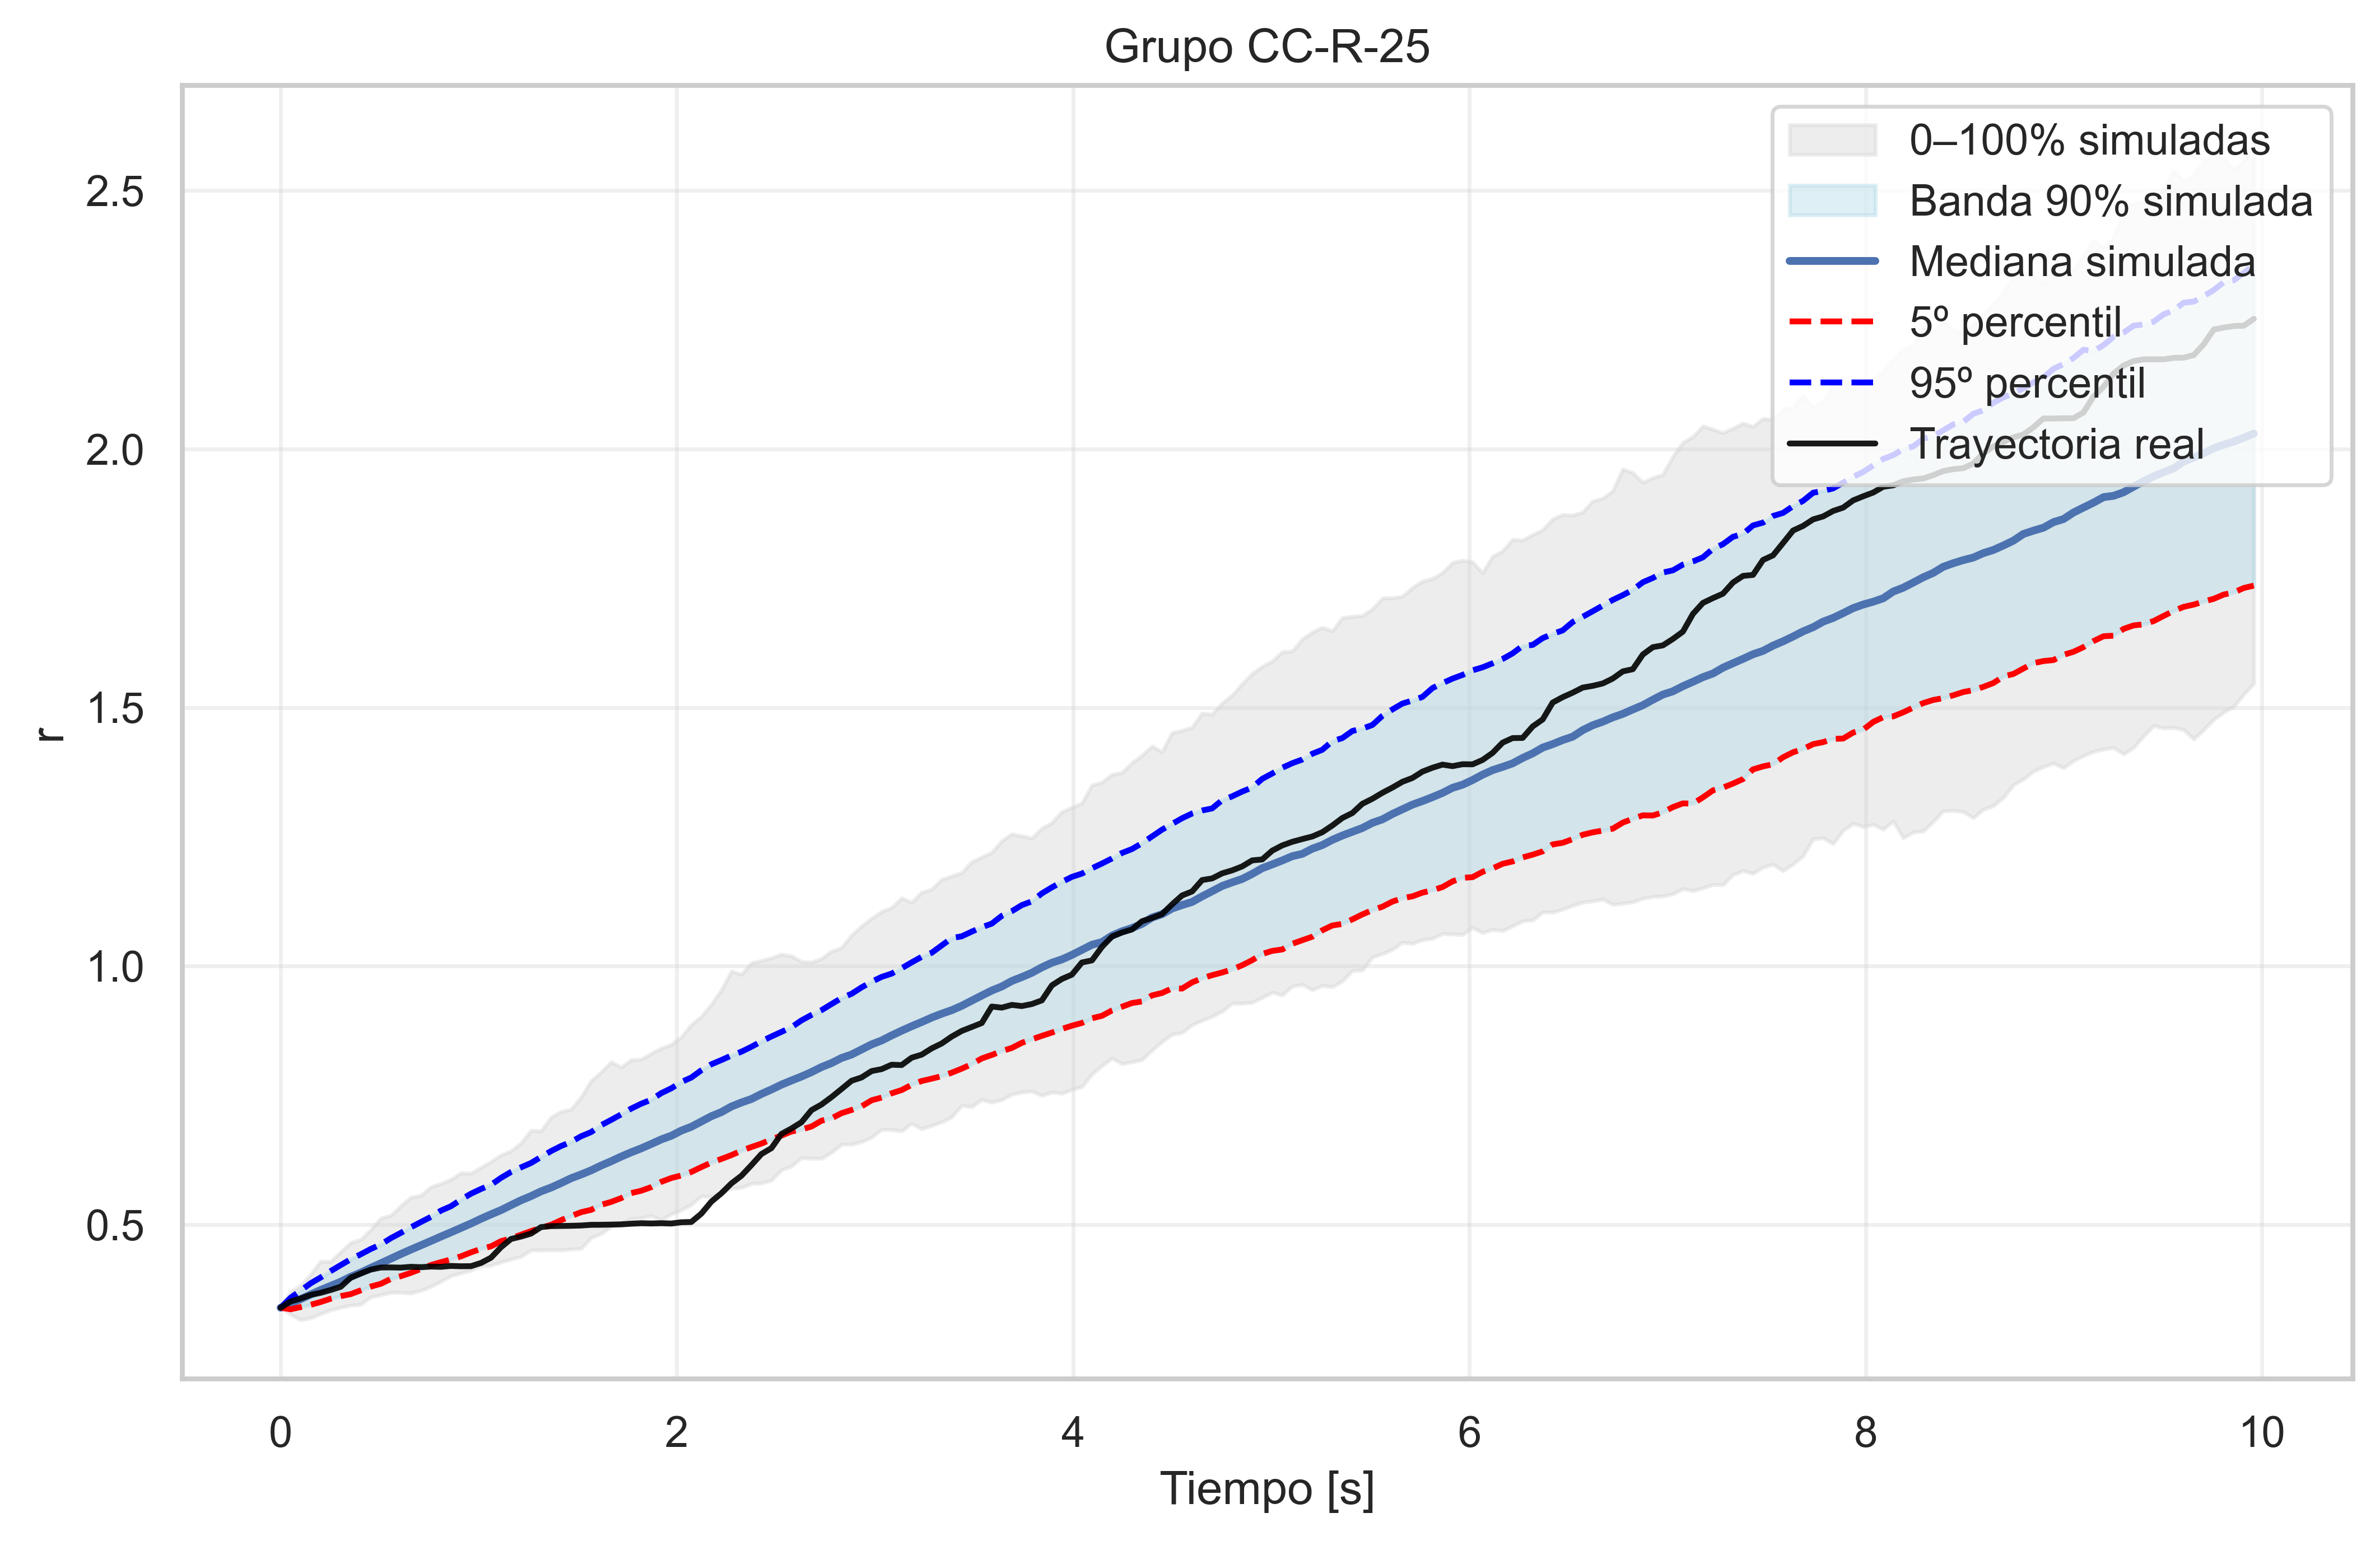 Grupo CC-R-25
0–100% simuladas
Banda 90% simulada
Mediana simulada
5º percentil
95º percentil
Trayectoria real
2.5
2.0
1.5
1.0
0.5
r
0 2 4 6 8 10
Tiempo [s]